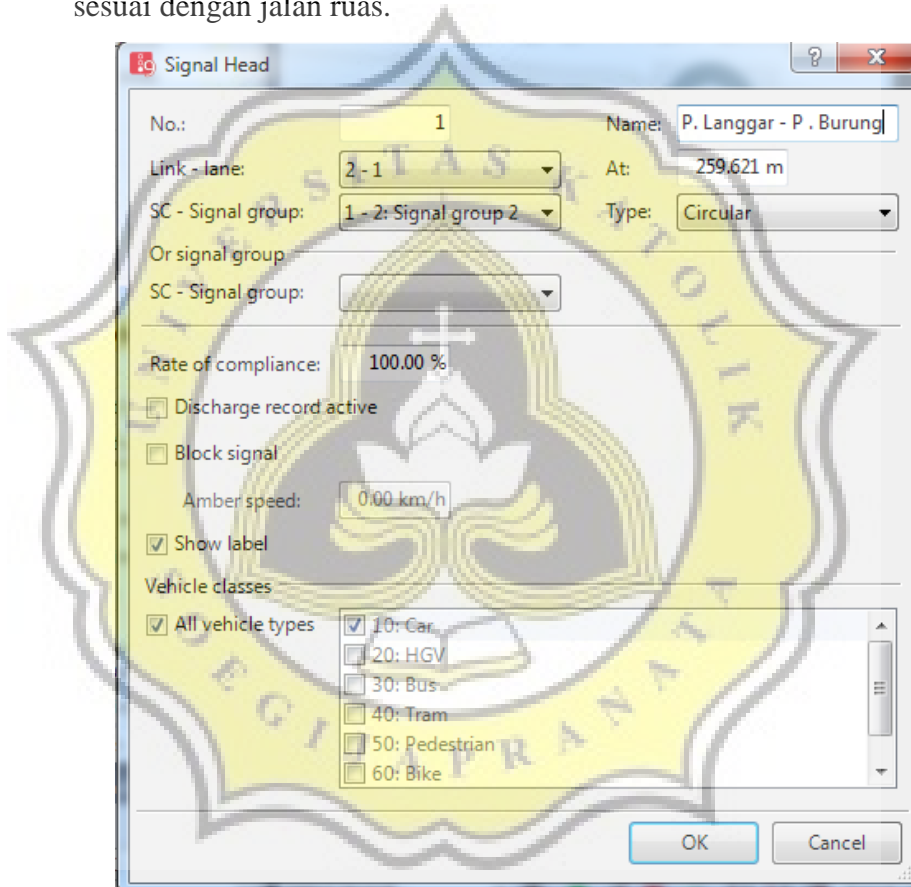 sesuai dengan jalan ruas.
Signal Head
No.: 1 Name: P. Langgar - P . Burung
Link - lane: 2 - 1 At: 259.621 m
SC - Signal group: 1 - 2: Signal group 2 Type: Circular
Or signal group
SC - Signal group:
Rate of compliance: 100.00 %
Discharge record active
Block signal
Amber speed: 0.00 km/h
Show label
Vehicle classes
All vehicle types 10: Car
20: HGV
30: Bus
40: Tram
50: Pedestrian
60: Bike
OK Cancel
UNIVERSITAS KATOLIK
SOEGIJAPRANATA